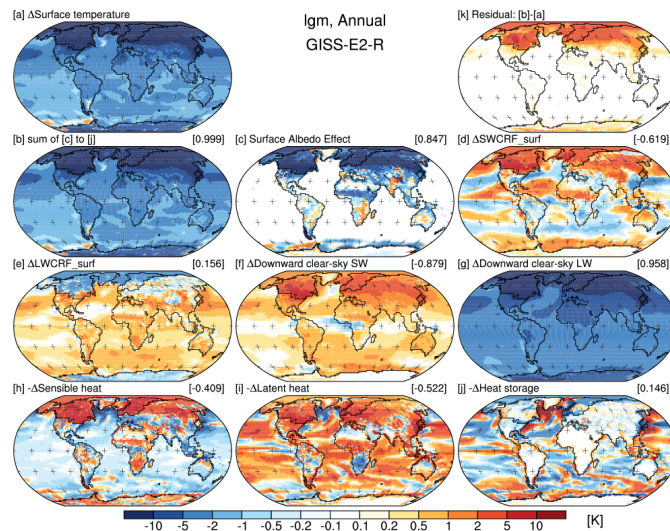 [a] ΔSurface temperature
lgm, Annual
GISS-E2-R
[k] Residual: [b]-[a]
[b] sum of [c] to [j] [0.999]
[c] Surface Albedo Effect [0.847]
[d] ΔSWCRF_surf [-0.619]
[e] ΔLWCRF_surf [0.156]
[f] ΔDownward clear-sky SW [-0.879]
[g] ΔDownward clear-sky LW [0.958]
[h] -ΔSensible heat [-0.409]
[i] -ΔLatent heat [-0.522]
[j] -ΔHeat storage [0.146]
-10 -5 -2 -1 -0.5 -0.2 -0.1 0.1 0.2 0.5 1 2 5 10 [K]